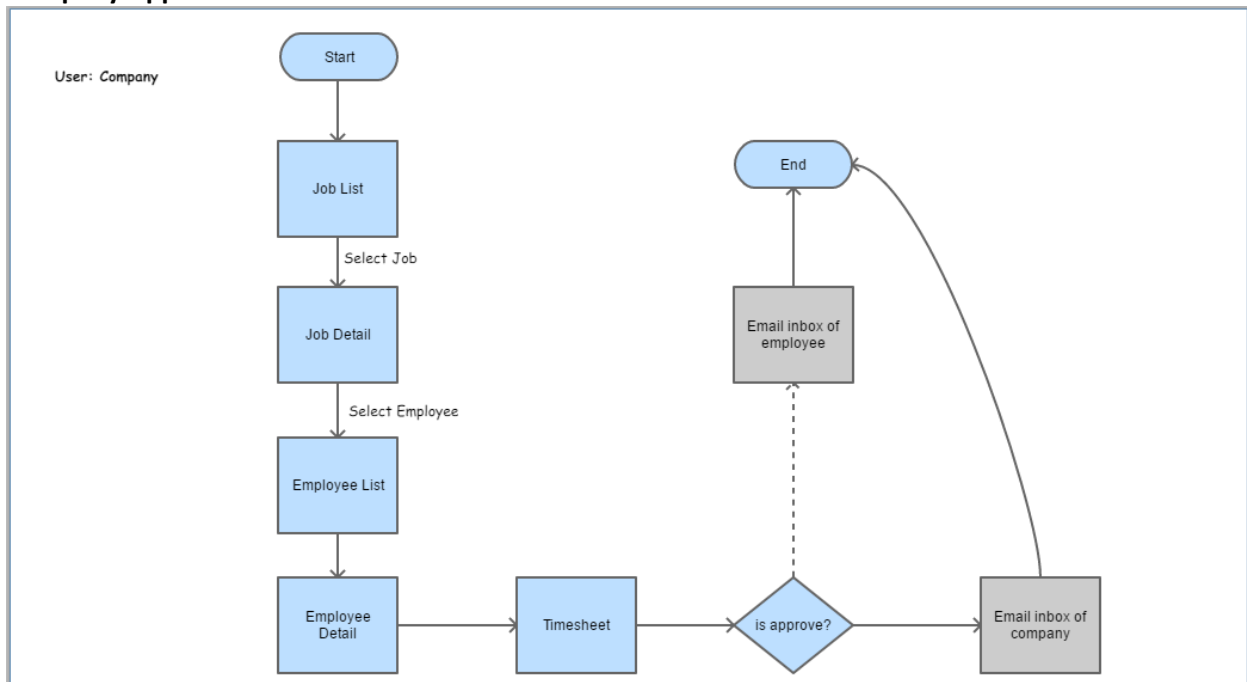 User: Company
Start
Job List
Select Job
Job Detail
Select Employee
Employee List
Employee
Detail
Timesheet
is approve?
Email inbox of
company
Email inbox of
employee
End